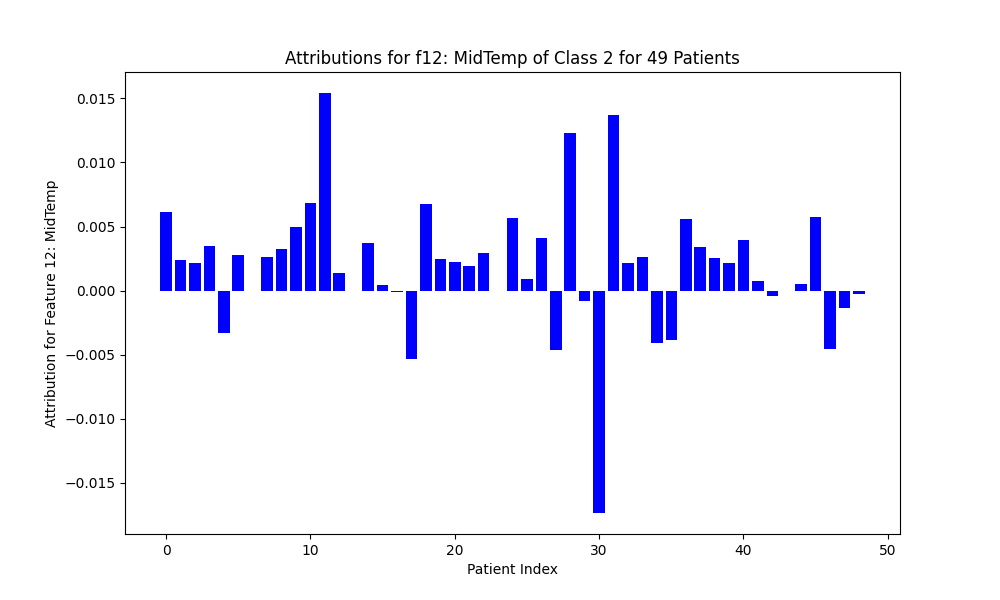 Attributions for f12: MidTemp of Class 2 for 49 Patients
Attribution for Feature 12: MidTemp
0.015
0.010
0.005
0.000
−0.005
−0.010
−0.015
0 10 20 30 40 50
Patient Index